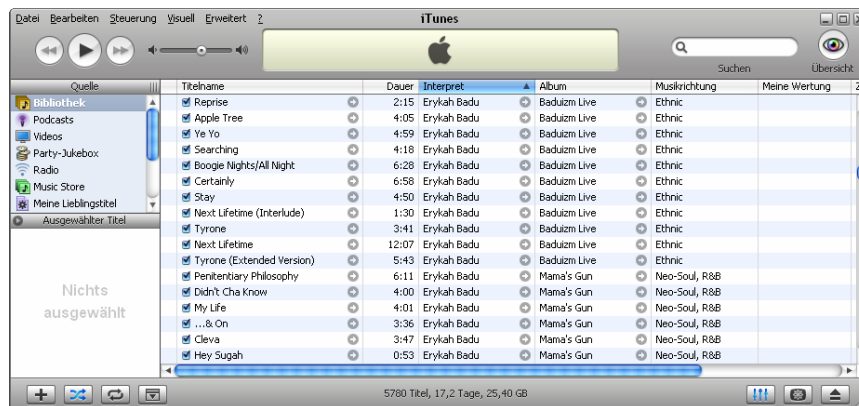 Datei Bearbeiten Steuerung Visuell Erweitert ? iTunes
Suchen Übersicht
Quelle Titelname Dauer Interpret Album Musikrichtung Meine Wertung
Bibliothek
Podcasts
Videos
Party-Jukebox
Radio
Music Store
Meine Lieblingstitel
Ausgewählter Titel
Nichts
ausgewählt
Reprise 2:15 Erykah Badu Baduizm Live Ethnic
Apple Tree 4:05 Erykah Badu Baduizm Live Ethnic
Ye Yo 4:59 Erykah Badu Baduizm Live Ethnic
Searching 4:18 Erykah Badu Baduizm Live Ethnic
Boogie Nights/All Night 6:28 Erykah Badu Baduizm Live Ethnic
Certainly 6:58 Erykah Badu Baduizm Live Ethnic
Stay 4:50 Erykah Badu Baduizm Live Ethnic
Next Lifetime (Interlude) 1:30 Erykah Badu Baduizm Live Ethnic
Tyrone 3:41 Erykah Badu Baduizm Live Ethnic
Next Lifetime 12:07 Erykah Badu Baduizm Live Ethnic
Tyrone (Extended Version) 5:43 Erykah Badu Baduizm Live Ethnic
Penitentiary Philosophy 6:11 Erykah Badu Mama's Gun Neo-Soul, R&B
Didn't Cha Know 4:00 Erykah Badu Mama's Gun Neo-Soul, R&B
My Life 4:01 Erykah Badu Mama's Gun Neo-Soul, R&B
...& On 3:36 Erykah Badu Mama's Gun Neo-Soul, R&B
Cleva 3:47 Erykah Badu Mama's Gun Neo-Soul, R&B
Hey Sugah 0:53 Erykah Badu Mama's Gun Neo-Soul, R&B
5780 Titel, 17,2 Tage, 25,40 GB